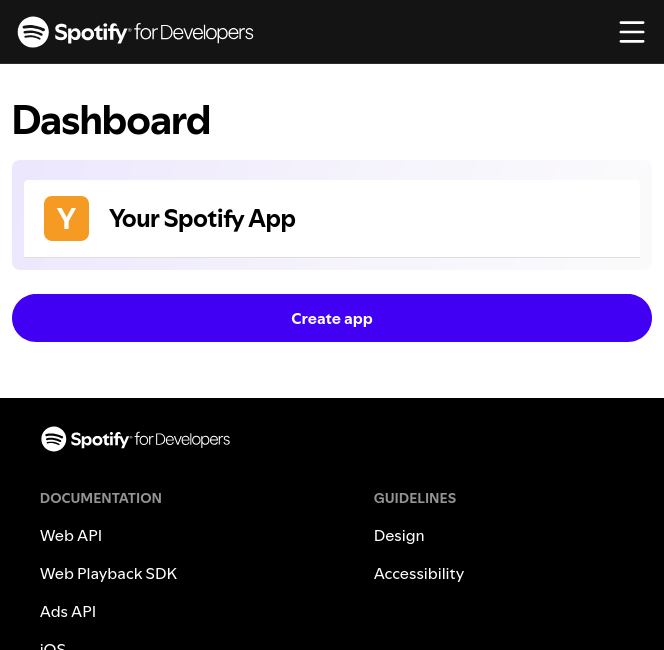 Spotify for Developers
Dashboard
Y Your Spotify App
Create app
Spotify for Developers
DOCUMENTATION
GUIDELINES
Web API
Design
Web Playback SDK
Accessibility
Ads API
iOS